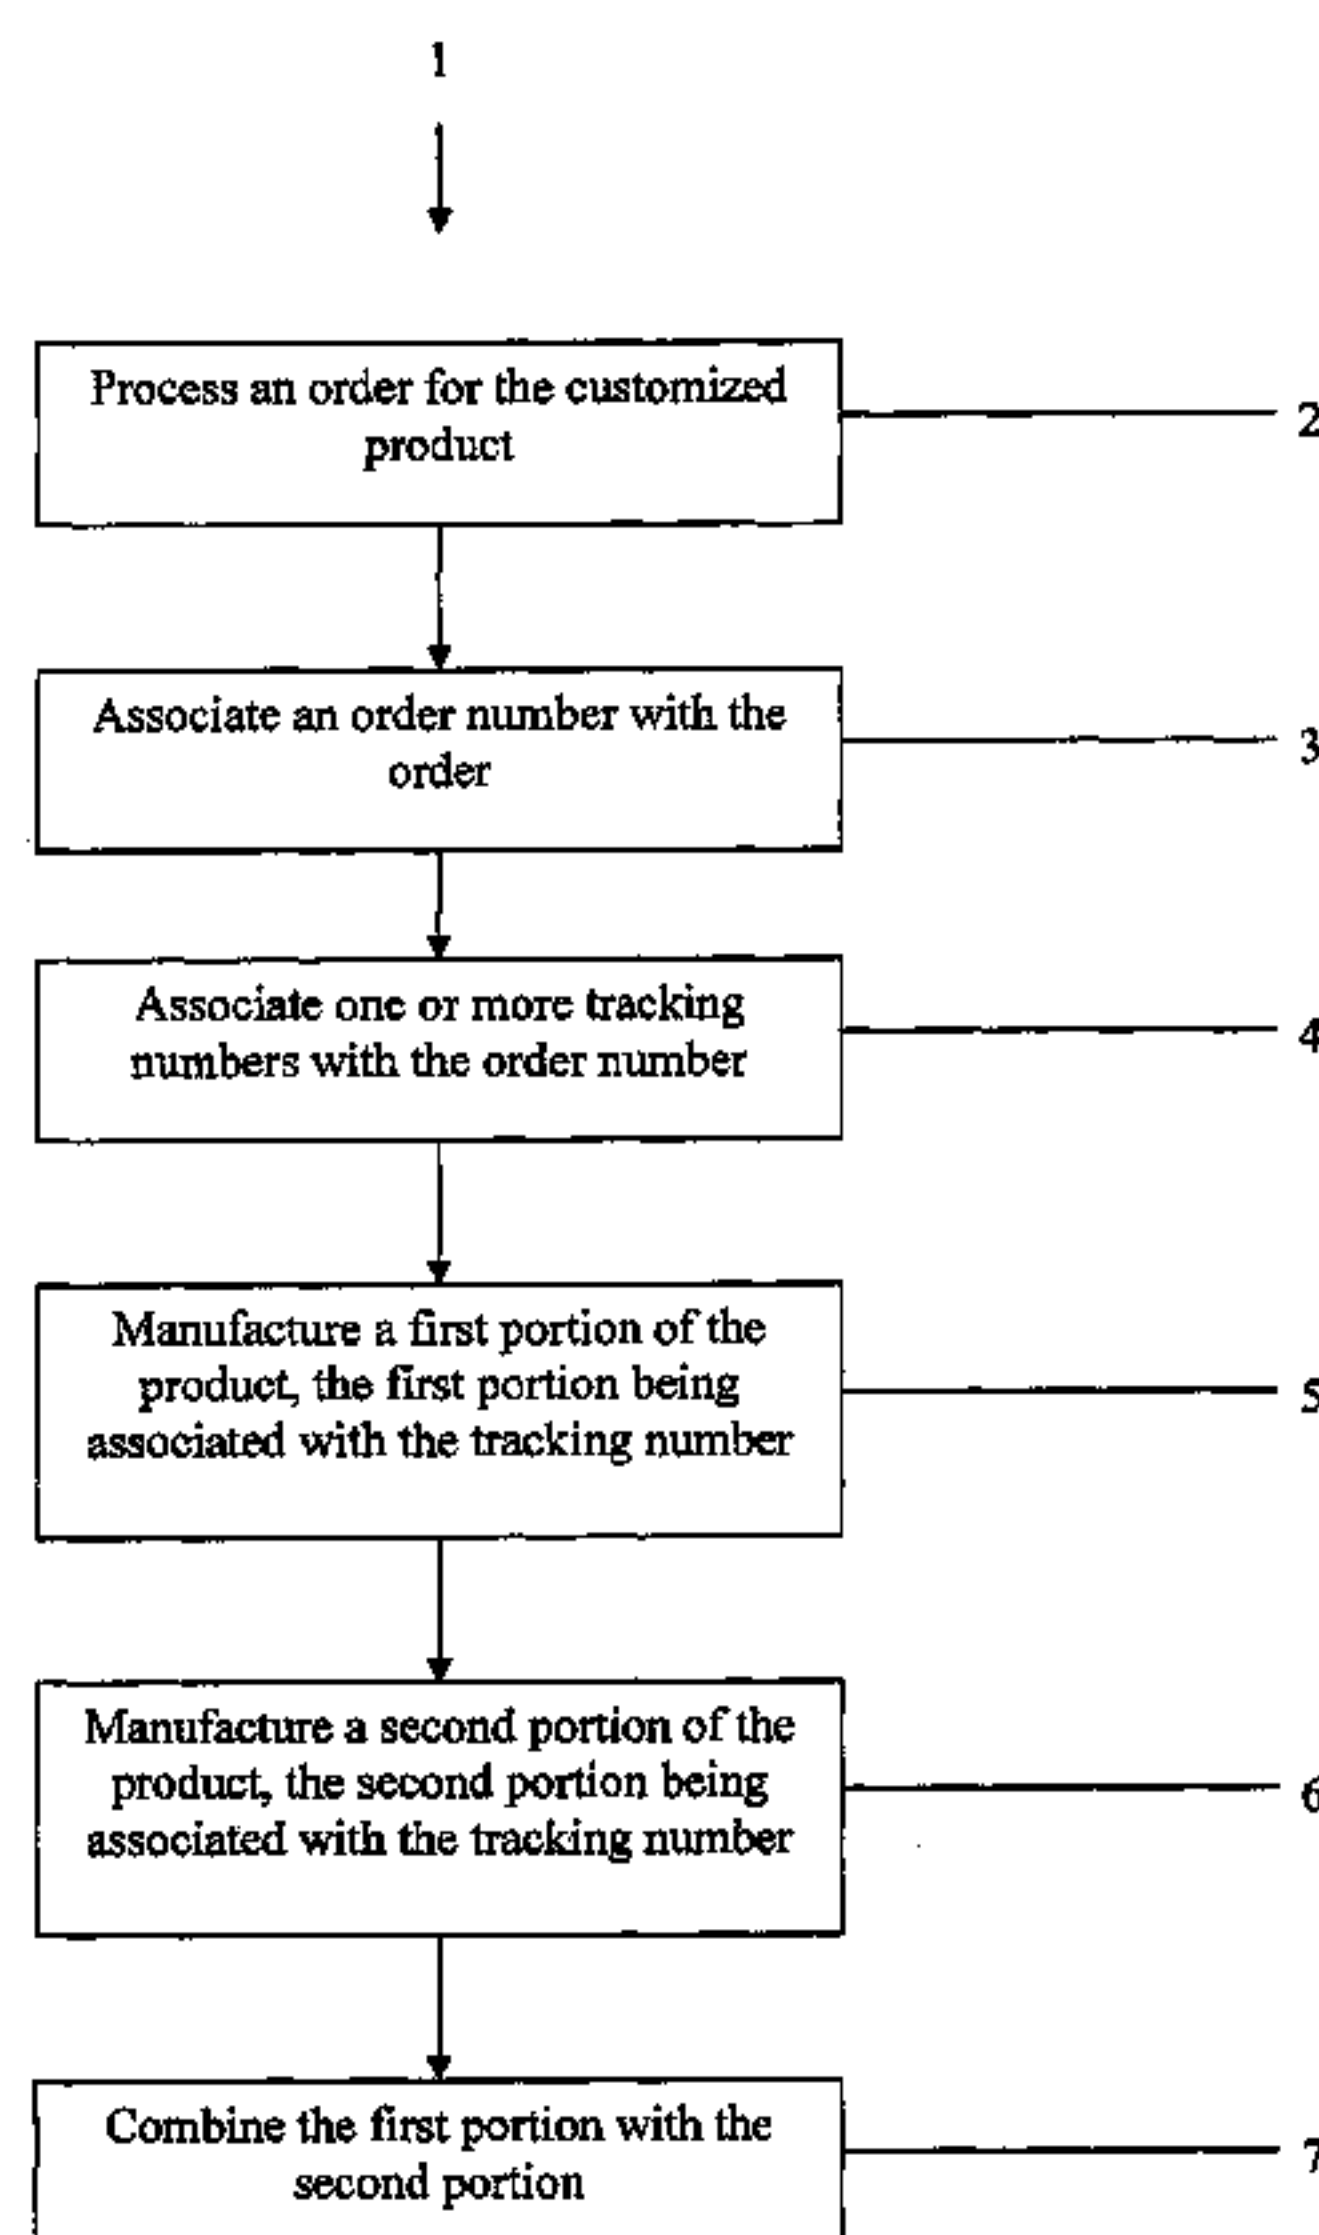 1
Process an order for the customized
product
2
Associate an order number with the
order
3
Associate one or more tracking
numbers with the order number
4
Manufacture a first portion of the
product, the first portion being
associated with the tracking number
5
Manufacture a second portion of the
product, the second portion being
associated with the tracking number
6
Combine the first portion with the
second portion
7